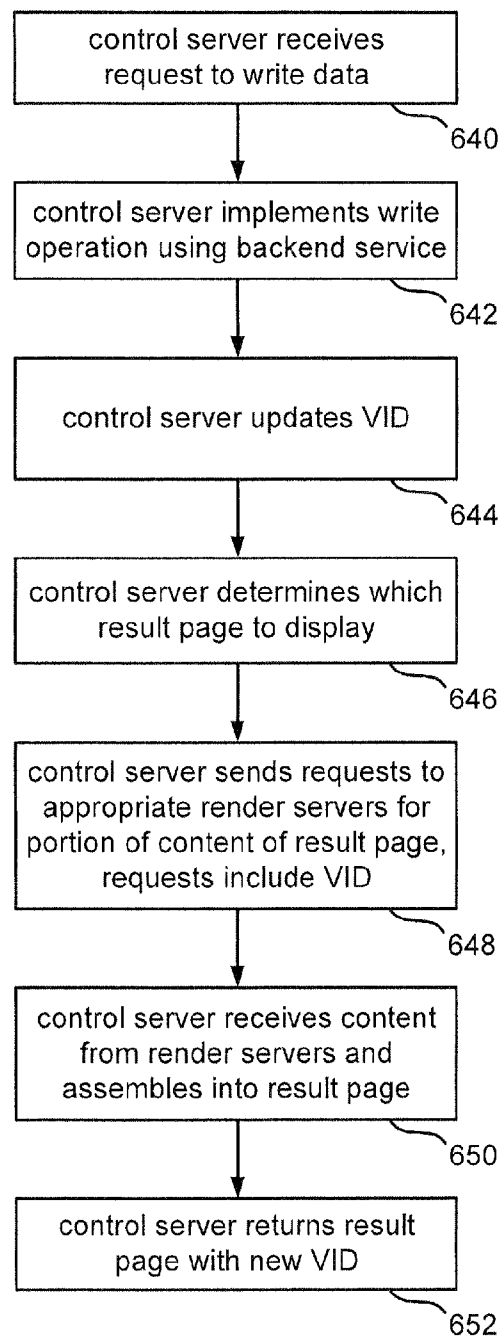 control server receives
request to write data
640
control server implements write
operation using backend service
642
control server updates VID
644
control server determines which
result page to display
646
control server sends requests to
appropriate render servers for
portion of content of result page,
requests include VID
648
control server receives content
from render servers and
assembles into result page
650
control server returns result
page with new VID
652